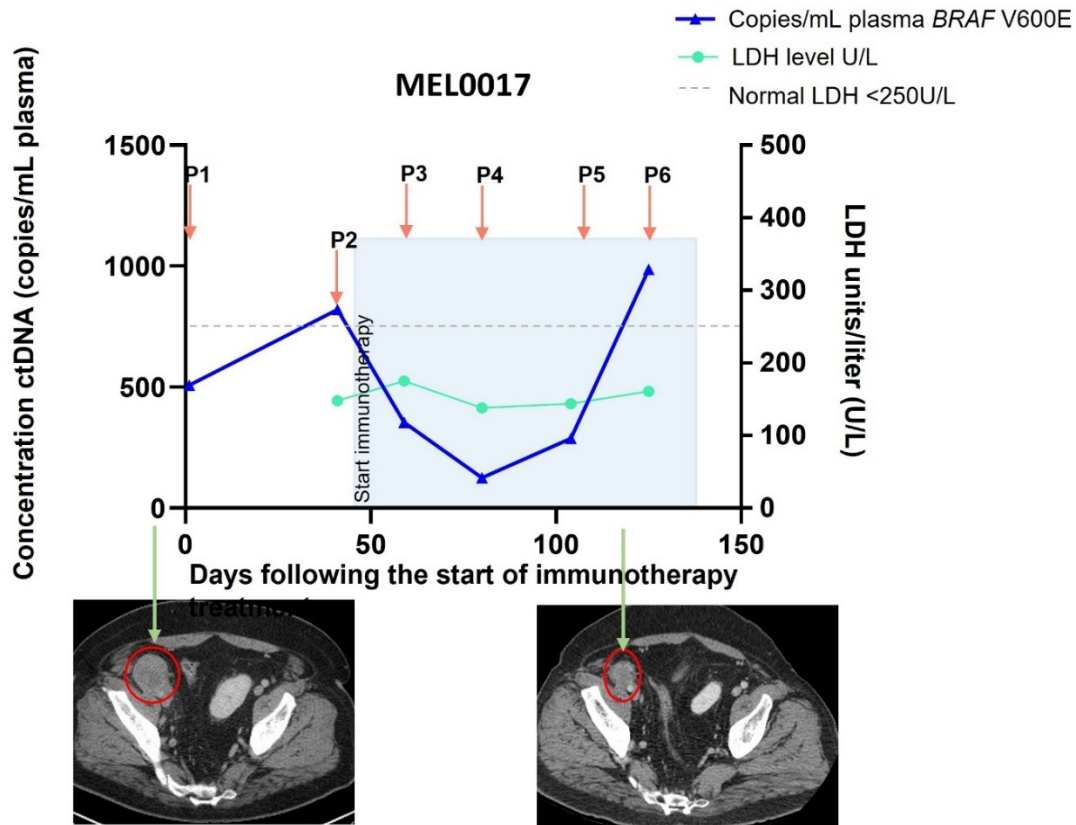 Copies/mL plasma BRAF V600E
LDH level U/L
Normal LDH <250U/L
MEL0017
Concentration ctDNA (copies/mL plasma)
1500
1000
500
0
P1
P2
P3
P4
P5
P6
Start immunotherapy
500
400
300
200
100
0
LDH units/liter (U/L)
0
50
100
150
Days following the start of immunotherapy